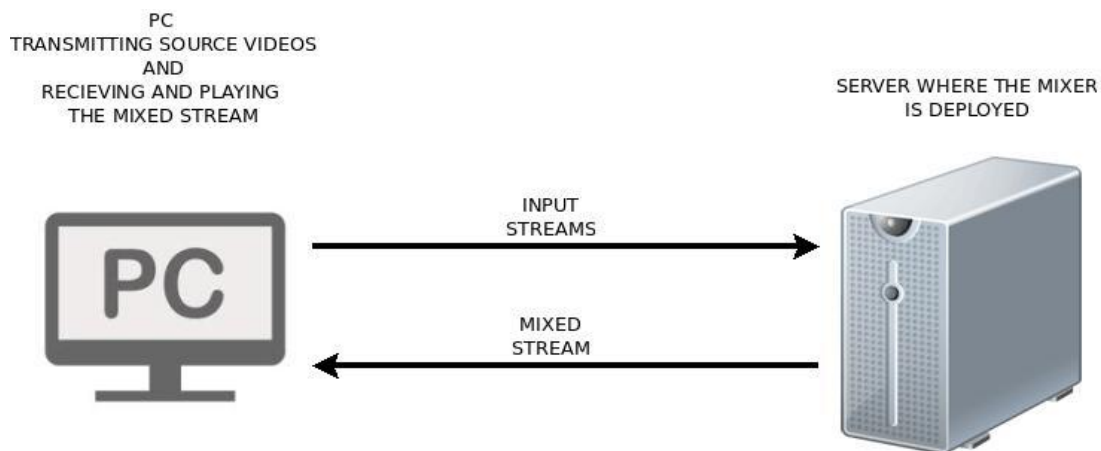 PC
TRANSMITTING SOURCE VIDEOS
AND
RECIEVING AND PLAYING
THE MIXED STREAM
SERVER WHERE THE MIXER
IS DEPLOYED
INPUT
STREAMS
PC
MIXED
STREAM